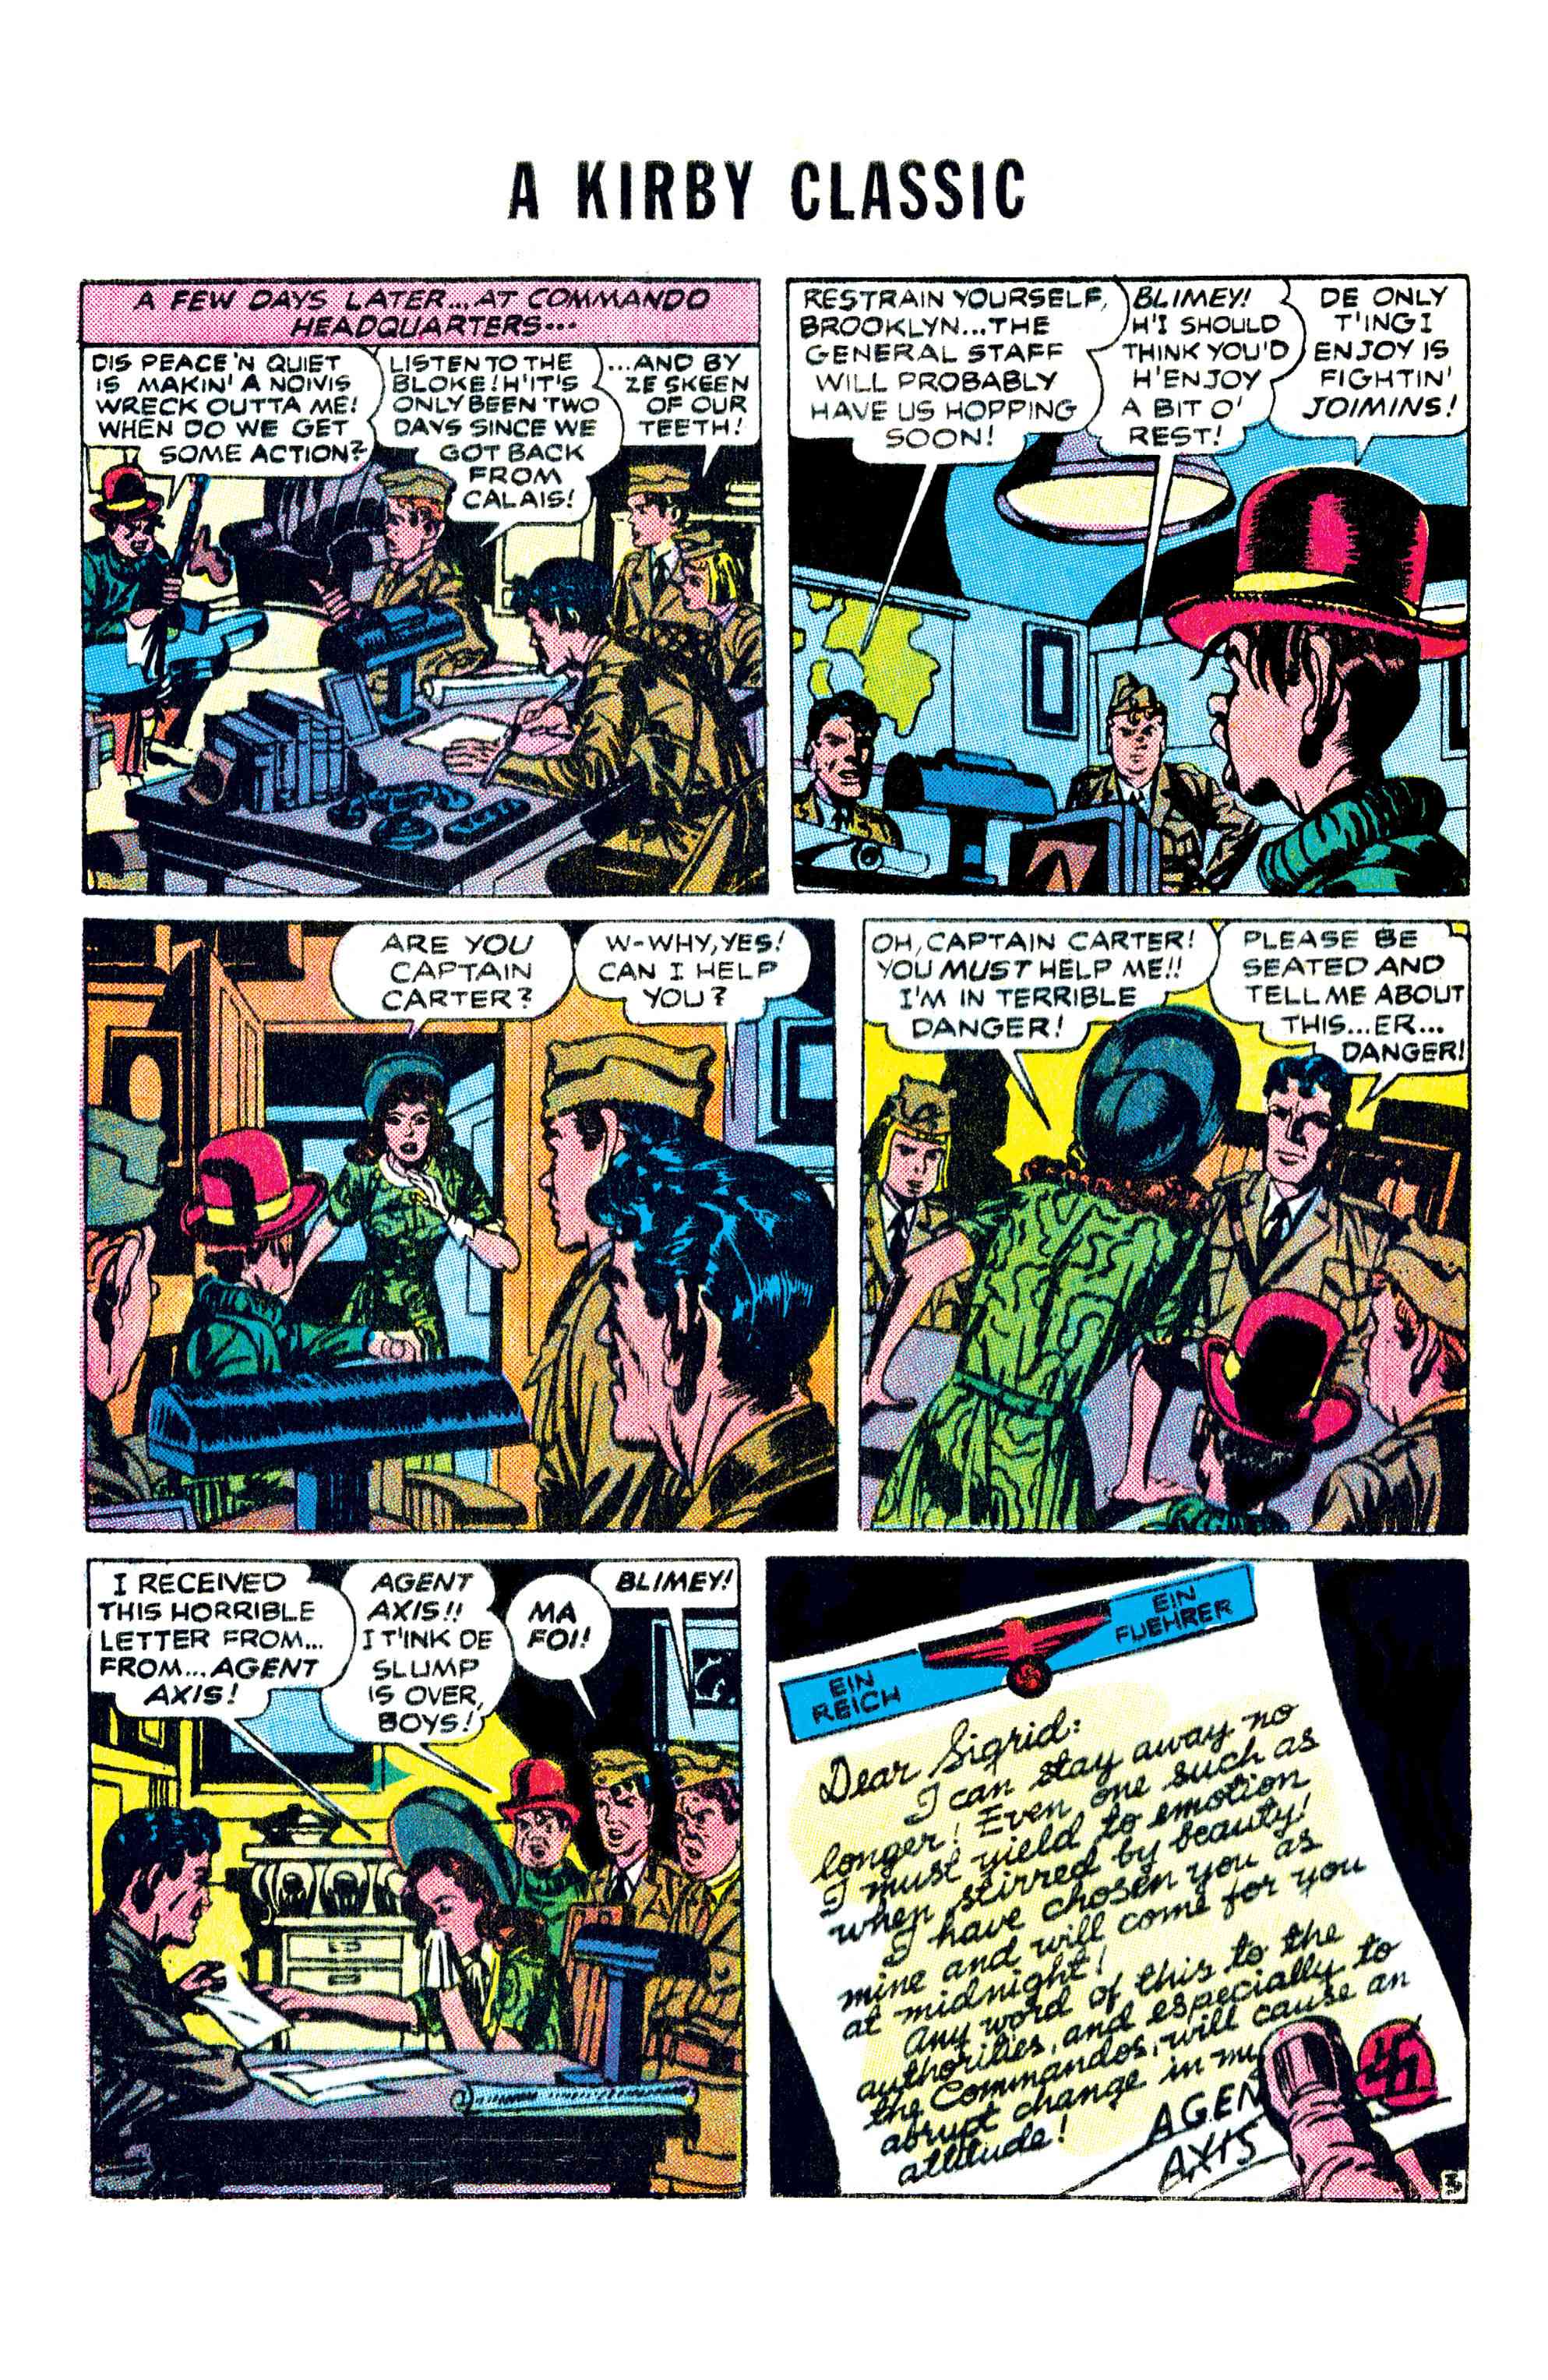 A KIRBY CLASSIC
A FEW DAYS LATER...AT COMMANDO
HEADQUARTERS...
DIS PEACE 'N QUIET
IS MAKIN' A NOIVIS
WRECK OUTTA ME!
WHEN DO WE GET
SOME ACTION?
LISTEN TO THE
BLOKE! H'IT'S
ONLY BEEN TWO
DAYS SINCE WE
GOT BACK
FROM
CALAIS!
...AND BY
ZE SKEEN
OF OUR
TEETH!
RESTRAIN YOURSELF,
BROOKLYN...THE
GENERAL STAFF
WILL PROBABLY
HAVE US HOPPING
SOON!
BLIMEY!
H'I SHOULD
THINK YOU'D
H'ENJOY
A BIT O'
REST!
DE ONLY
T'ING I
ENJOY IS
FIGHTIN'
JOIMINS!
ARE YOU
CAPTAIN
CARTER?
W-WHY, YES!
CAN I HELP
YOU?
OH, CAPTAIN CARTER!
YOU MUST HELP ME!!
I'M IN TERRIBLE
DANGER!
PLEASE BE
SEATED AND
TELL ME ABOUT
THIS...ER...
DANGER!
I RECEIVED
THIS HORRIBLE
LETTER FROM...
FROM...AGENT
AXIS!
AGENT
AXIS!!
I T'INK DE
SLUMP
IS OVER,
BOYS!
MA
FOI!
BLIMEY!
EIN
REICH
EIN
FUEHRER
Dear Sigrid:
I can stay away no
longer! Even one such as
I must yield to emotion
when stirred by beauty!
I have chosen you as
mine and will come for you
at midnight!
Any word of this to the
authorities, and especially to
the Commandos, will cause an
abrupt change in my
attitude!
AGEN
AXIS
3